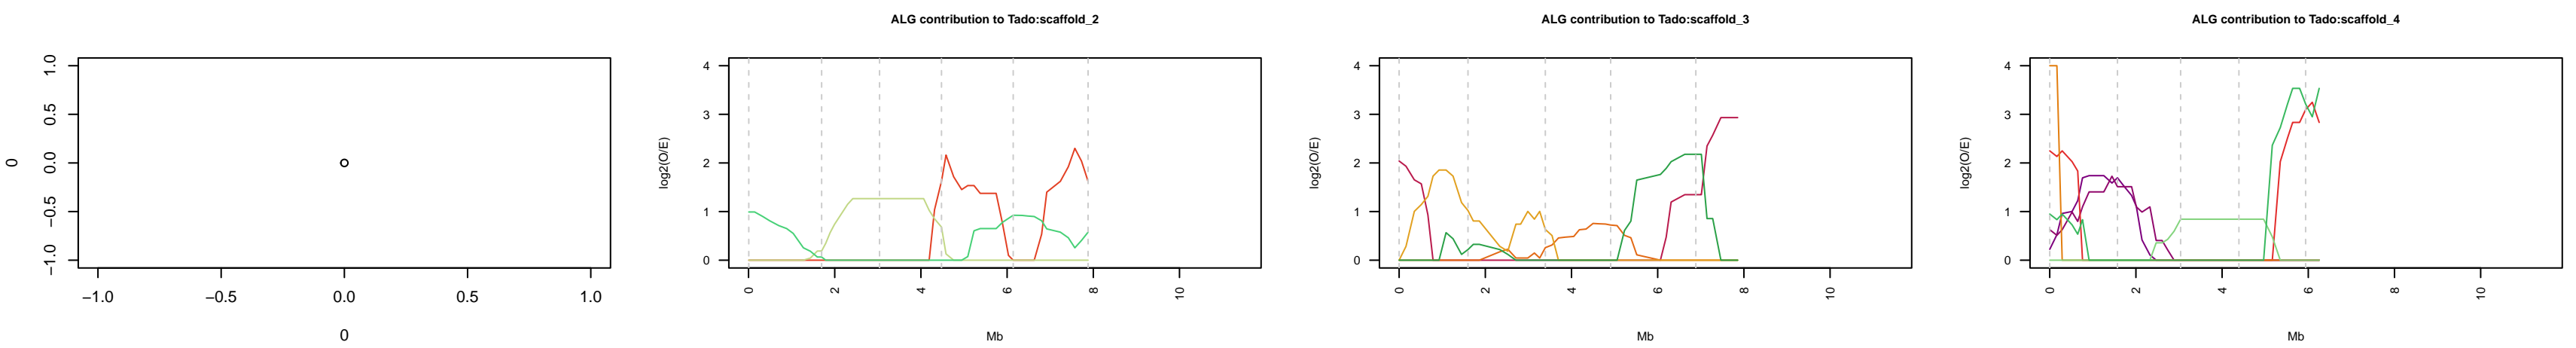 0
1.0
0.5
0.0
−0.5
−1.0
−1.0 −0.5 0.0 0.5 1.0
0
ALG contribution to Tado:scaffold_2
log2(O/E)
4
3
2
1
0
0 2 4 6 8 10
Mb
ALG contribution to Tado:scaffold_3
log2(O/E)
4
3
2
1
0
0 2 4 6 8 10
Mb
ALG contribution to Tado:scaffold_4
log2(O/E)
4
3
2
1
0
0 2 4 6 8 10
Mb